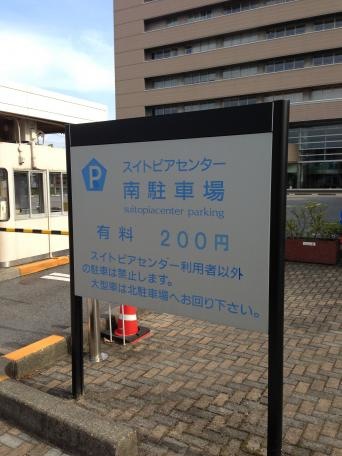 P
スイトピアセンター
南駐車場
suitopiacenter parking
有料 200円
スイトピアセンター利用者以外
の駐車は禁止します。
大型車は北駐車場へお回り下さい。